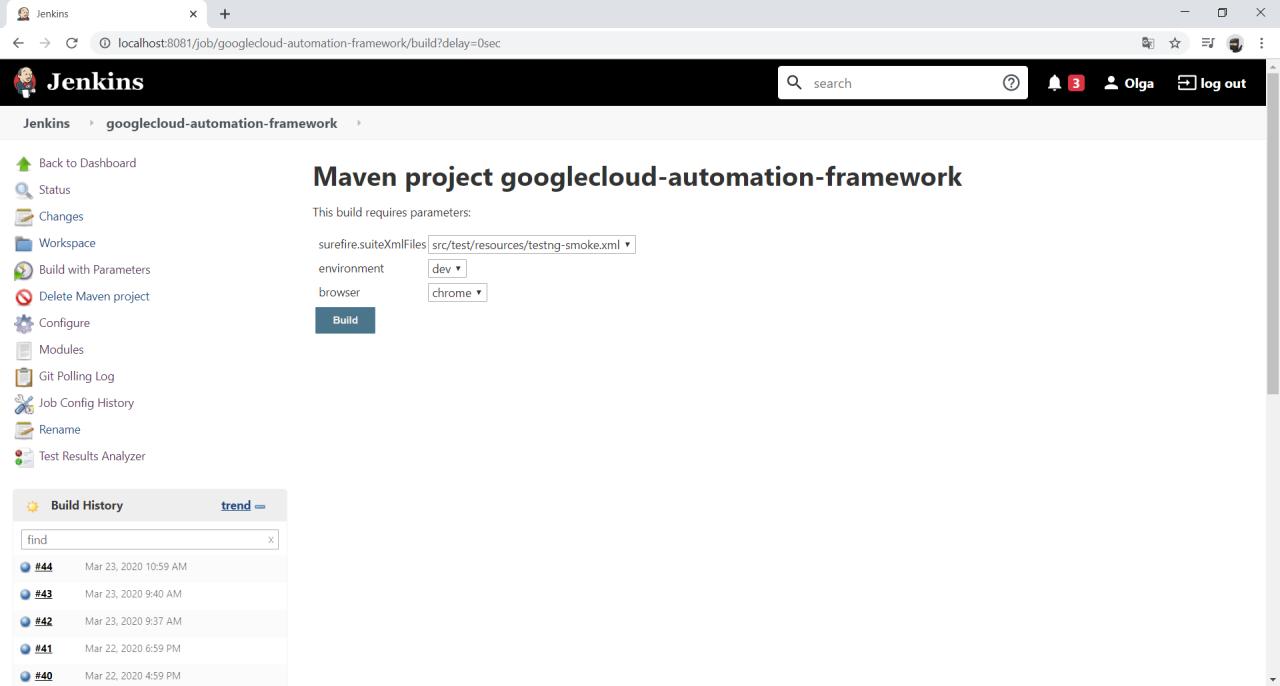 Jenkins
localhost:8081/job/googlecloud-automation-framework/build?delay=0sec
Jenkins
search
3
Olga
log out
Jenkins
googlecloud-automation-framework
Back to Dashboard
Status
Changes
Workspace
Build with Parameters
Delete Maven project
Configure
Modules
Git Polling Log
Job Config History
Rename
Test Results Analyzer
Build History
trend
find
x
#44 Mar 23, 2020 10:59 AM
#43 Mar 23, 2020 9:40 AM
#42 Mar 23, 2020 9:37 AM
#41 Mar 22, 2020 6:59 PM
#40 Mar 22, 2020 4:59 PM
Maven project googlecloud-automation-framework
This build requires parameters:
surefire.suiteXmlFiles src/test/resources/testng-smoke.xml
environment dev
browser chrome
Build